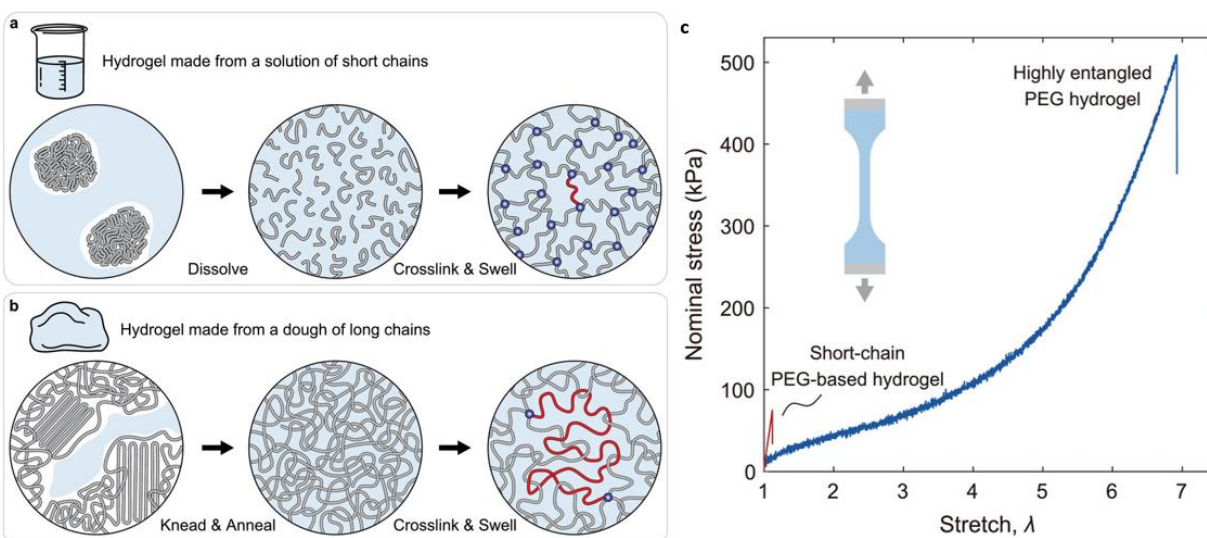 a
Hydrogel made from a solution of short chains
Dissolve
Crosslink & Swell
b
Hydrogel made from a dough of long chains
Knead & Anneal
Crosslink & Swell
c
Nominal stress (kPa)
500
400
300
200
100
0
Highly entangled
PEG hydrogel
Short-chain
PEG-based hydrogel
1 2 3 4 5 6 7
Stretch, λ